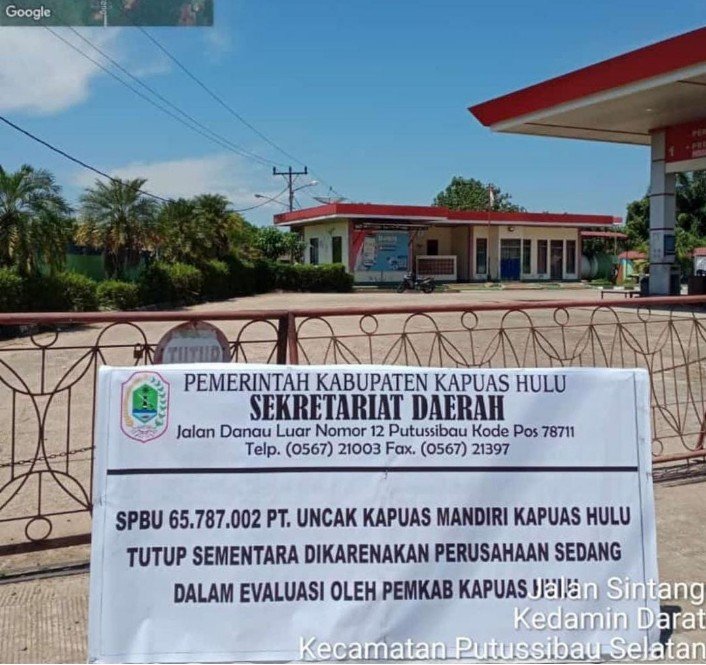 Google
TUTUP
PEMERINTAH KABUPATEN KAPUAS HULU
SEKRETARIAT DAERAH
Jalan Danau Luar Nomor 12 Putussibau Kode Pos 78711
Telp. (0567) 21003 Fax. (0567) 21397
SPBU 65.787.002 PT. UNCAK KAPUAS MANDIRI KAPUAS HULU
TUTUP SEMENTARA DIKARENAKAN PERUSAHAAN SEDANG
DALAM EVALUASI OLEH PEMKAB KAPUAS HULU
Jalan Sintang
Kedamin Darat
Kecamatan Putussibau Selatan